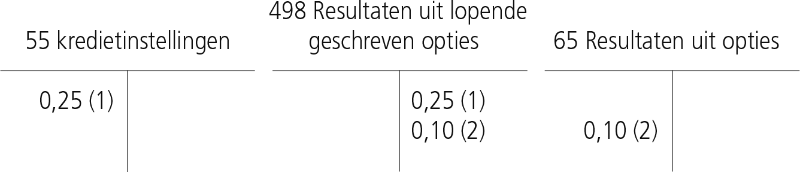 55 kredietinstellingen
498 Resultaten uit lopende
geschreven opties
65 Resultaten uit opties
0,25 (1)
0,25 (1)
0,10 (2)
0,10 (2)